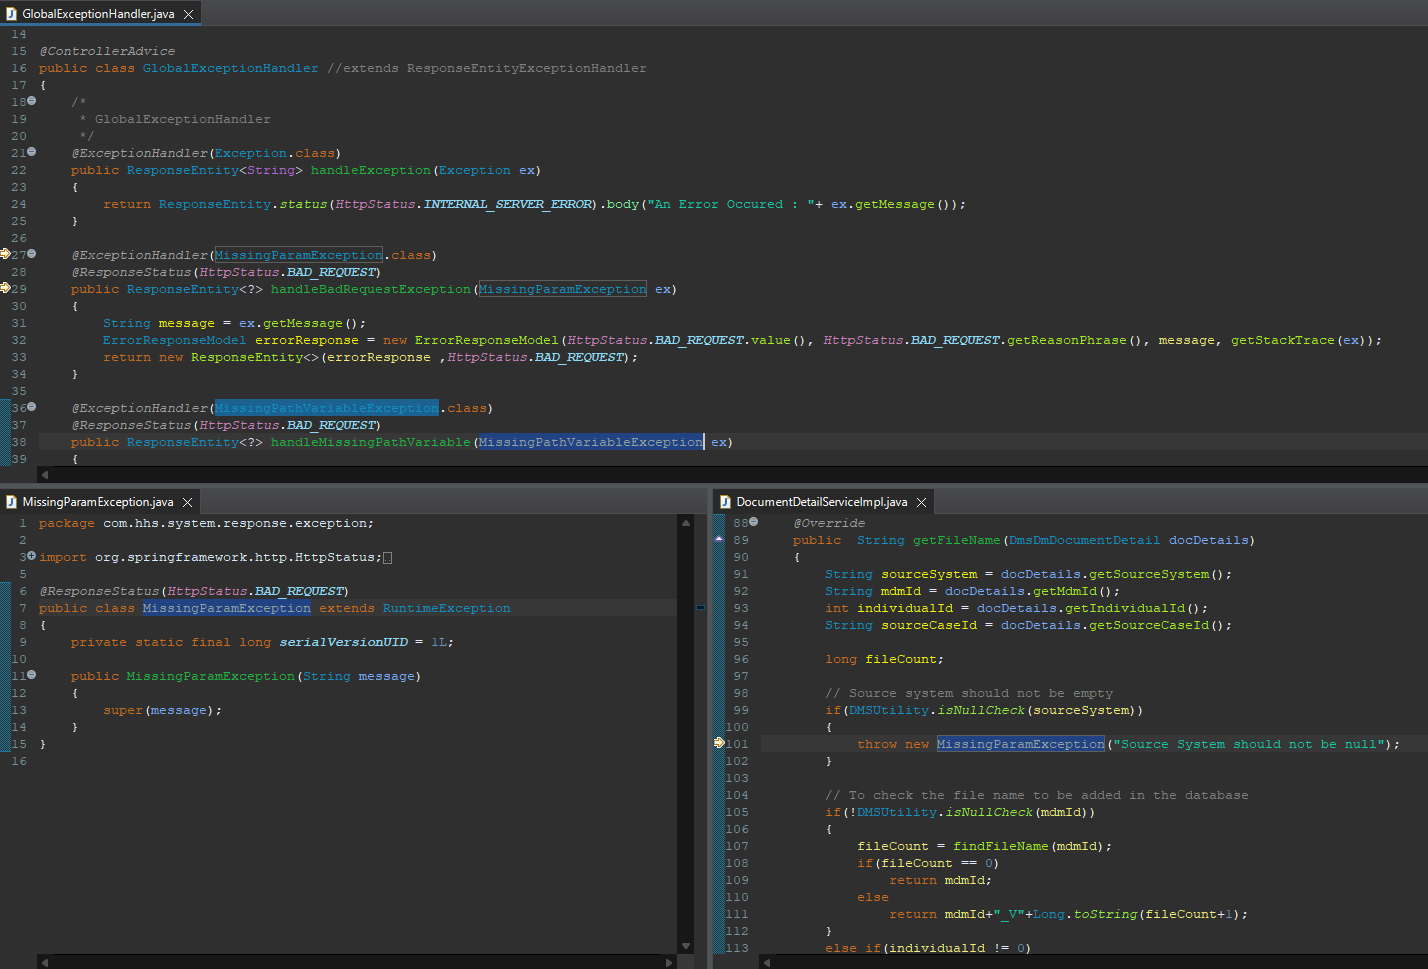 GlobalExceptionHandler.java
14
15 @ControllerAdvice
16 public class GlobalExceptionHandler //extends ResponseEntityExceptionHandler
17 {
18     /*
19      * GlobalExceptionHandler
20      */
21     @ExceptionHandler(Exception.class)
22     public ResponseEntity<String> handleException(Exception ex)
23     {
24         return ResponseEntity.status(HttpStatus.INTERNAL_SERVER_ERROR).body("An Error Occured : "+ ex.getMessage());
25     }
26
27     @ExceptionHandler(MissingParamException.class)
28     @ResponseStatus(HttpStatus.BAD_REQUEST)
29     public ResponseEntity<?> handleBadRequestException(MissingParamException ex)
30     {
31         String message = ex.getMessage();
32         ErrorResponseModel errorResponse = new ErrorResponseModel(HttpStatus.BAD_REQUEST.value(), HttpStatus.BAD_REQUEST.getReasonPhrase(), message, getStackTrace(ex));
33         return new ResponseEntity<>(errorResponse ,HttpStatus.BAD_REQUEST);
34     }
35
36     @ExceptionHandler(MissingPathVariableException.class)
37     @ResponseStatus(HttpStatus.BAD_REQUEST)
38     public ResponseEntity<?> handleMissingPathVariable(MissingPathVariableException ex)
39     {
MissingParamException.java
1 package com.hhs.system.response.exception;
2
3 import org.springframework.http.HttpStatus;
5
6 @ResponseStatus(HttpStatus.BAD_REQUEST)
7 public class MissingParamException extends RuntimeException
8 {
9     private static final long serialVersionUID = 1L;
10
11     public MissingParamException(String message)
12     {
13         super(message);
14     }
15 }
16
DocumentDetailServiceImpl.java
88     @Override
89     public  String getFileName(DmsDmDocumentDetail docDetails)
90     {
91         String sourceSystem = docDetails.getSourceSystem();
92         String mdmId = docDetails.getMdmId();
93         int individualId = docDetails.getIndividualId();
94         String sourceCaseId = docDetails.getSourceCaseId();
95
96         long fileCount;
97
98         // Source system should not be empty
99         if(DMSUtility.isNullCheck(sourceSystem))
100         {
101             throw new MissingParamException("Source System should not be null");
102         }
103
104         // To check the file name to be added in the database
105         if(!DMSUtility.isNullCheck(mdmId))
106         {
107             fileCount = findFileName(mdmId);
108             if(fileCount == 0)
109                 return mdmId;
110             else
111                 return mdmId+"_V"+Long.toString(fileCount+1);
112         }
113         else if(individualId != 0)